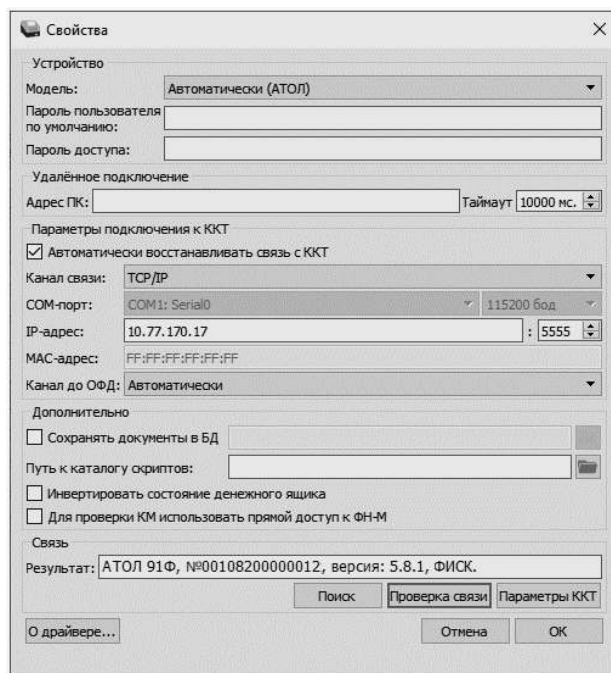 Свойства
Устройство
Модель: Автоматически (АТОЛ)
Пароль пользователя
по умолчанию:
Пароль доступа:
Удалённое подключение
Адрес ПК: Таймаут 10000 мс.
Параметры подключения к ККТ
Автоматически восстанавливать связь с ККТ
Канал связи: TCP/IP
COM-порт: COM1: Serial0 115200 бод
IP-адрес: 10.77.170.17 : 5555
MAC-адрес: FF:FF:FF:FF:FF:FF
Канал до ОФД: Автоматически
Дополнительно
Сохранять документы в БД
Путь к каталогу скриптов:
Инвертировать состояние денежного ящика
Для проверки КМ использовать прямой доступ к ФН-М
Связь
Результат: АТОЛ 91Ф, №00108200000012, версия: 5.8.1, ФИСК.
Поиск Проверка связи Параметры ККТ
О драйвере... Отмена ОК